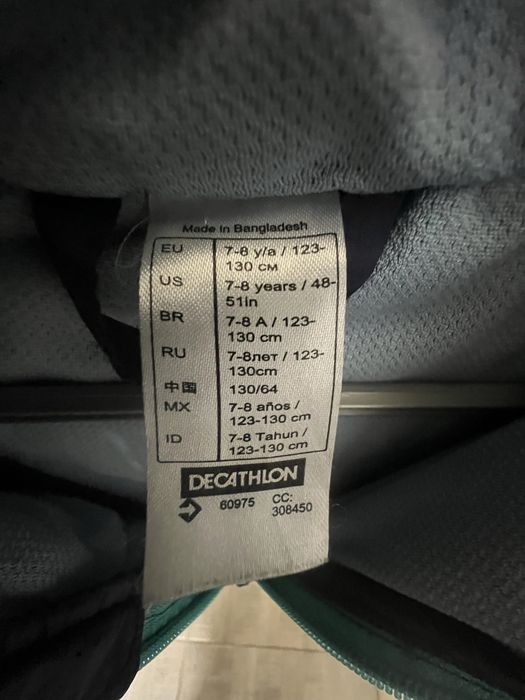 Made in Bangladesh
EU 7-8 y/a / 123-
130 CM
US 7-8 years / 48-
51in
BR 7-8 A / 123-
130 cm
RU 7-8лет / 123-
130cm
中国 130/64
MX 7-8 años /
123-130 cm
ID 7-8 Tahun /
123-130 cm
DECATHLON
60975 CC:
308450